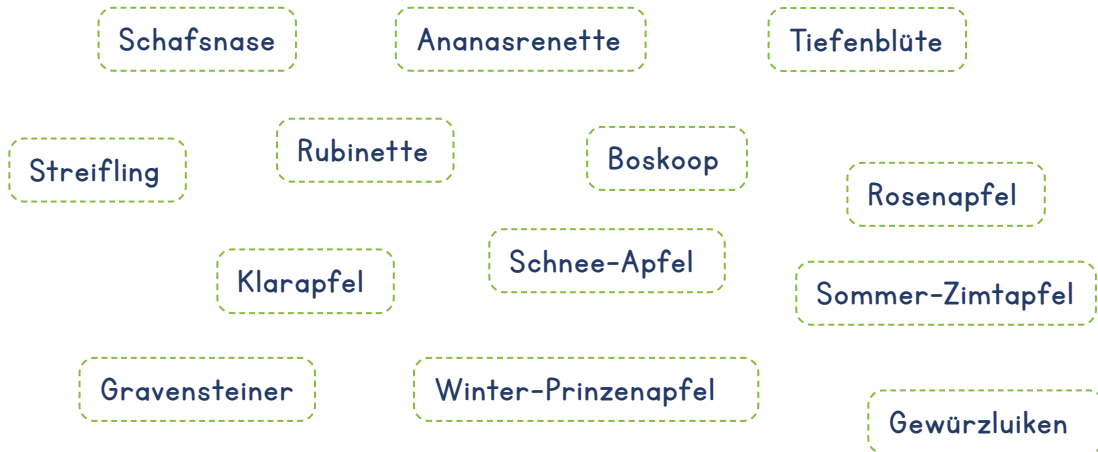 Schafsnase
Ananasrenette
Tiefenblüte
Streifling
Rubinette
Boskoop
Rosenapfel
Klarapfel
Schnee-Apfel
Sommer-Zimtapfel
Gravensteiner
Winter-Prinzenapfel
Gewürzluiken